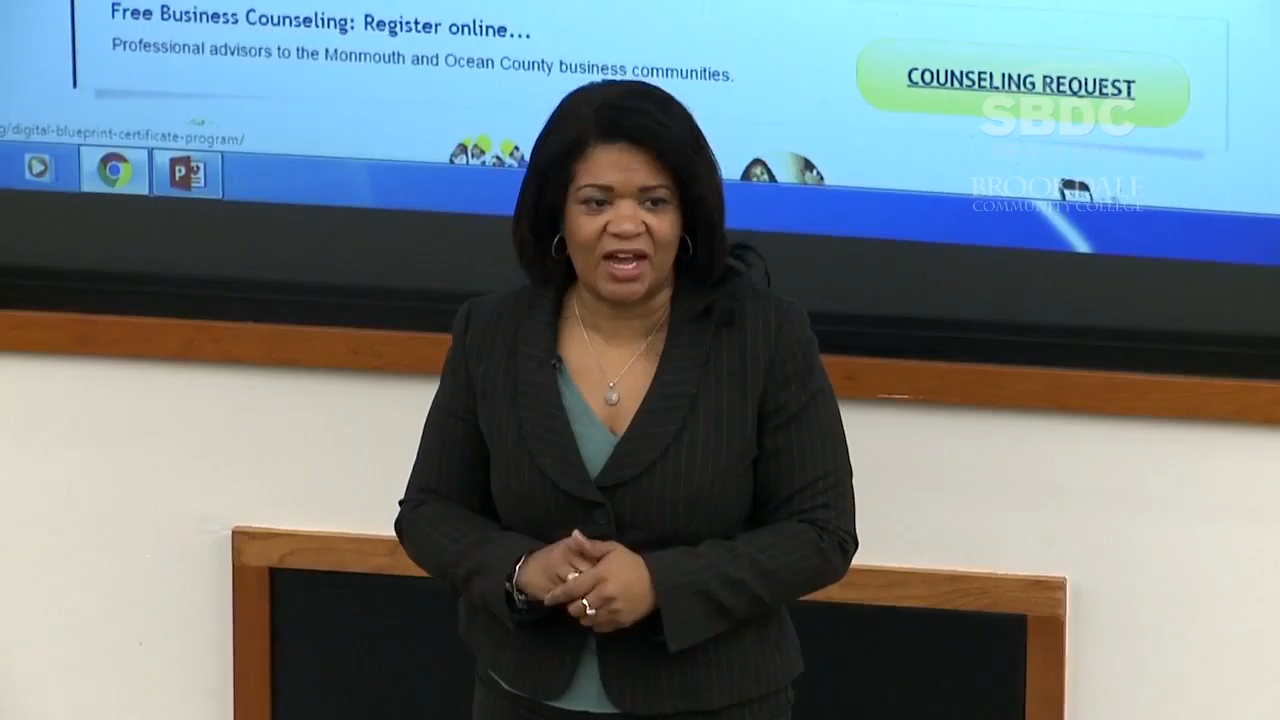 Free Business Counseling: Register online...
Professional advisors to the Monmouth and Ocean County business communities.
COUNSELING REQUEST
SBDC
g/digital-blueprint-certificate-program/
BROOKDALE
COMMUNITY COLLEGE